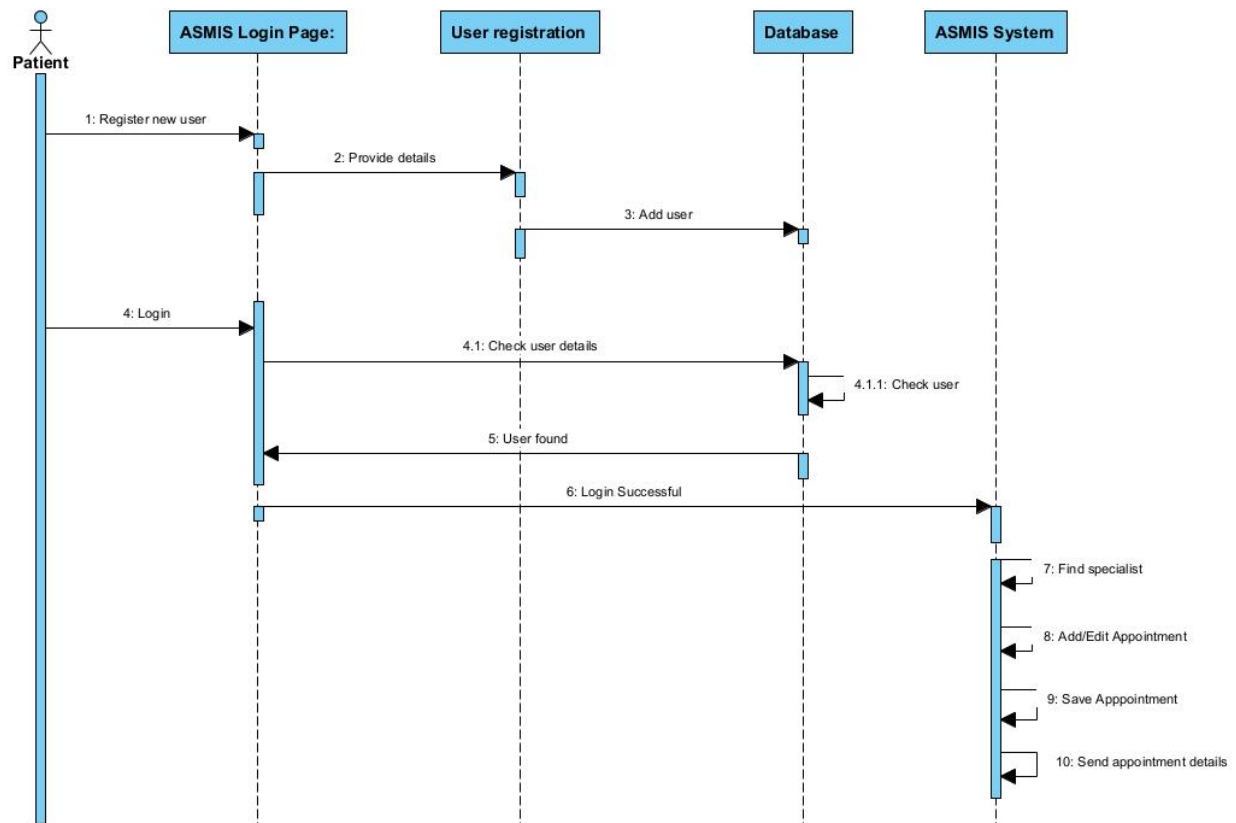 Patient
ASMIS Login Page:
User registration
Database
ASMIS System
1: Register new user
2: Provide details
3: Add user
4: Login
4.1: Check user details
4.1.1: Check user
5: User found
6: Login Successful
7: Find specialist
8: Add/Edit Appointment
9: Save Apppointment
10: Send appointment details